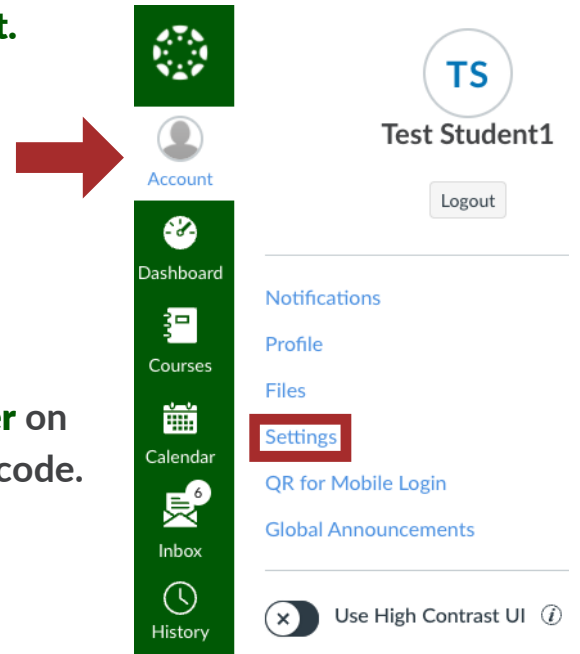 t.
TS
Test Student1
Logout
Account
Dashboard
Courses
Calendar
6
Inbox
History
Notifications
Profile
Files
Settings
QR for Mobile Login
Global Announcements
Use High Contrast UI i
er on
code.